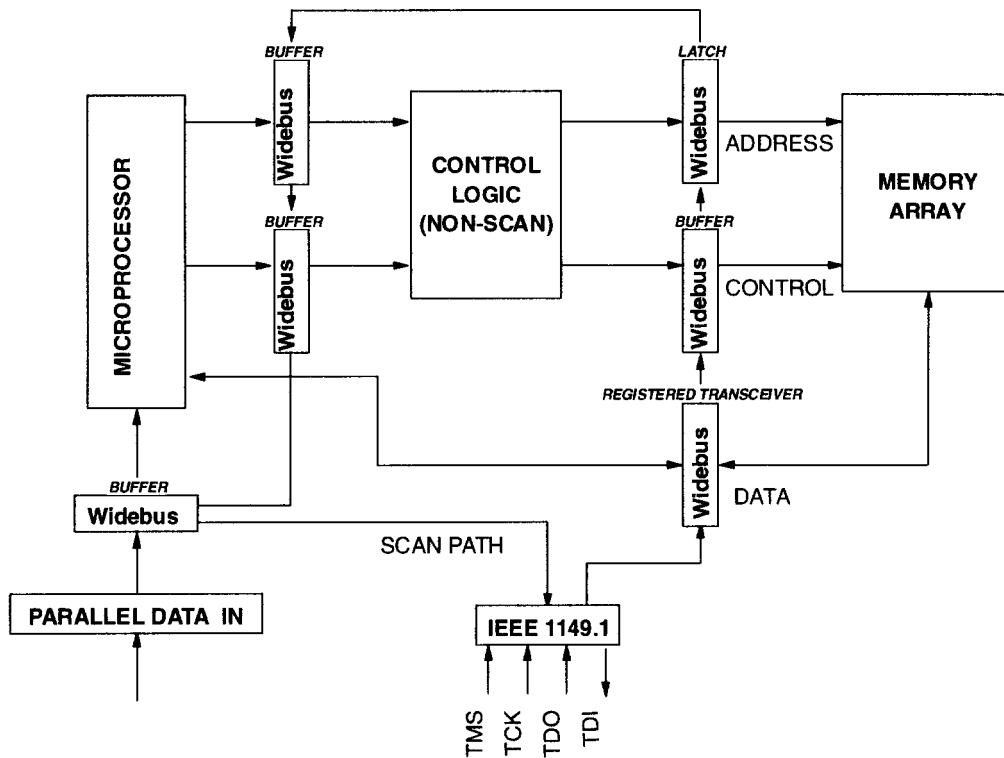 BUFFER
LATCH
Widebus
Widebus
ADDRESS
MICROPROCESSOR
CONTROL
LOGIC
(NON-SCAN)
MEMORY
ARRAY
BUFFER
BUFFER
Widebus
Widebus
CONTROL
REGISTERED TRANSCEIVER
Widebus
DATA
BUFFER
Widebus
SCAN PATH
PARALLEL DATA IN
IEEE 1149.1
TMS
TCK
TDO
TDI